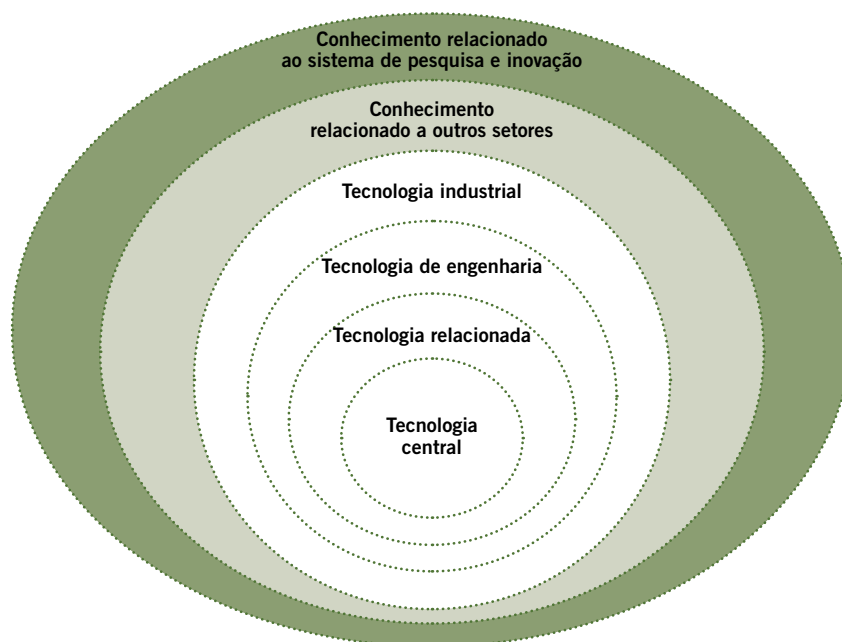 Conhecimento relacionado
ao sistema de pesquisa e inovação
Conhecimento
relacionado a outros setores
Tecnologia industrial
Tecnologia de engenharia
Tecnologia relacionada
Tecnologia
central